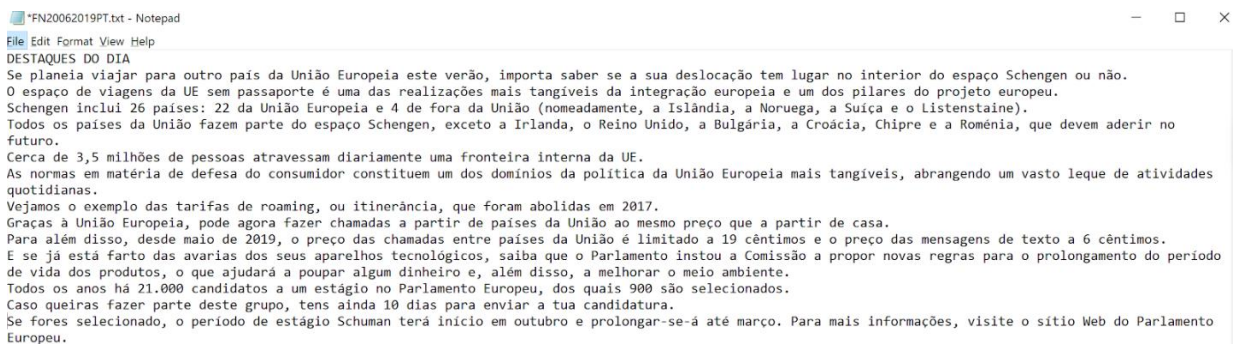 *FN20062019PT.txt - Notepad
File Edit Format View Help
DESTAQUES DO DIA
Se planeia viajar para outro país da União Europeia este verão, importa saber se a sua deslocação tem lugar no interior do espaço Schengen ou não.
O espaço de viagens da UE sem passaporte é uma das realizações mais tangíveis da integração europeia e um dos pilares do projeto europeu.
Schengen inclui 26 países: 22 da União Europeia e 4 de fora da União (nomeadamente, a Islândia, a Noruega, a Suíça e o Listenstaine).
Todos os países da União fazem parte do espaço Schengen, exceto a Irlanda, o Reino Unido, a Bulgária, a Croácia, Chipre e a Roménia, que devem aderir no
futuro.
Cerca de 3,5 milhões de pessoas atravessam diariamente uma fronteira interna da UE.
As normas em matéria de defesa do consumidor constituem um dos domínios da política da União Europeia mais tangíveis, abrangendo um vasto leque de atividades
quotidianas.
Vejamos o exemplo das tarifas de roaming, ou itinerância, que foram abolidas em 2017.
Graças à União Europeia, pode agora fazer chamadas a partir de países da União ao mesmo preço que a partir de casa.
Para além disso, desde maio de 2019, o preço das chamadas entre países da União é limitado a 19 cêntimos e o preço das mensagens de texto a 6 cêntimos.
E se já está farto das avarias dos seus aparelhos tecnológicos, saiba que o Parlamento instou a Comissão a propor novas regras para o prolongamento do período
de vida dos produtos, o que ajudará a poupar algum dinheiro e, além disso, a melhorar o meio ambiente.
Todos os anos há 21.000 candidatos a um estágio no Parlamento Europeu, dos quais 900 são selecionados.
Caso queiras fazer parte deste grupo, tens ainda 10 dias para enviar a tua candidatura.
Se fores selecionado, o período de estágio Schuman terá início em outubro e prolongar-se-á até março. Para mais informações, visite o sítio Web do Parlamento
Europeu.